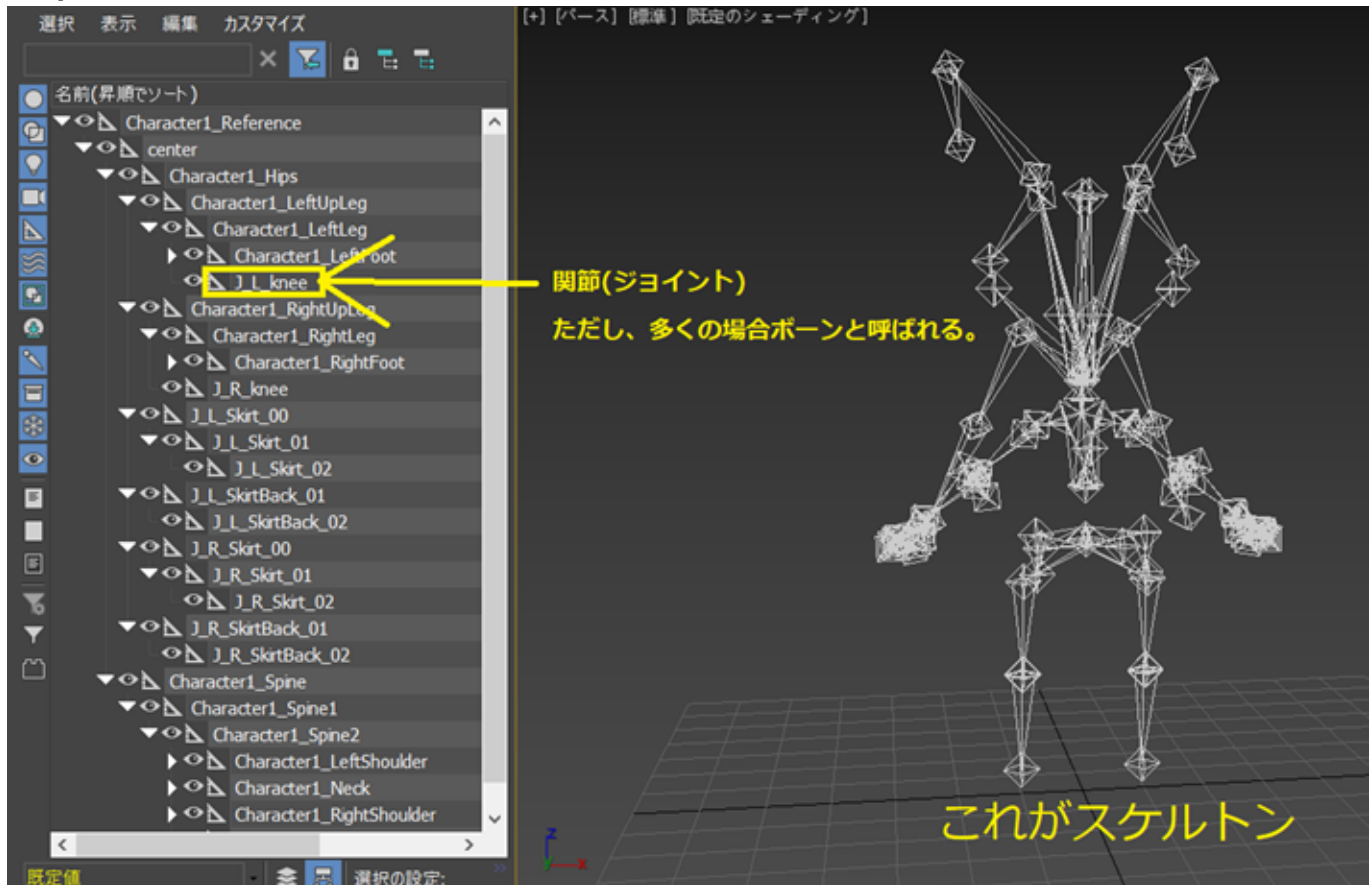 選択 表示 編集 カスタマイズ
[+] [パース] [標準] [既定のシェーディング]
名前(昇順でソート)
Character1_Reference
center
Character1_Hips
Character1_LeftUpLeg
Character1_LeftLeg
Character1_LeftFoot
J_L_knee
Character1_RightUpLeg
Character1_RightLeg
Character1_RightFoot
J_R_knee
J_L_Skirt_00
J_L_Skirt_01
J_L_Skirt_02
J_L_SkirtBack_01
J_L_SkirtBack_02
J_R_Skirt_00
J_R_Skirt_01
J_R_Skirt_02
J_R_SkirtBack_01
J_R_SkirtBack_02
Character1_Spine
Character1_Spine1
Character1_Spine2
Character1_LeftShoulder
Character1_Neck
Character1_RightShoulder
既定値 選択の設定:
関節(ジョイント)
ただし、多くの場合ボーンと呼ばれる。
これがスケルトン
z
y x